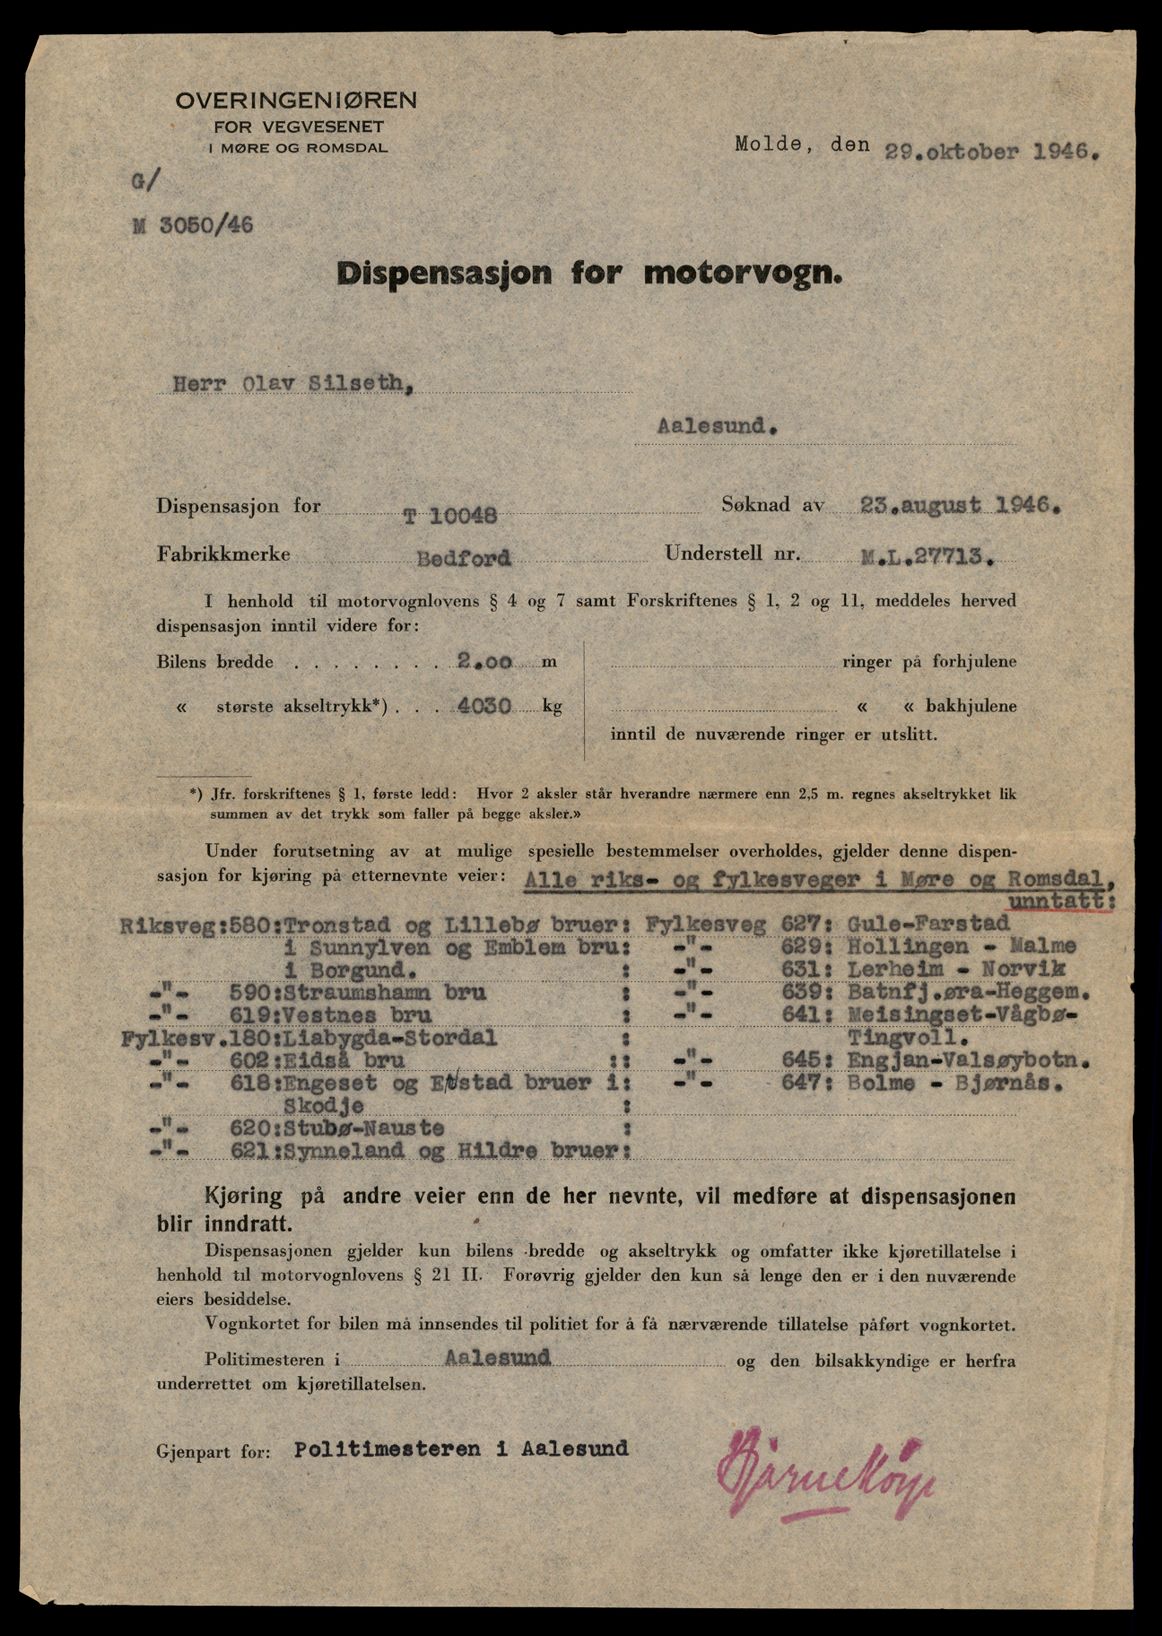 OVERINGENIØREN
FOR VEGVESENET
I MØRE OG ROMSDAL
Molde, den 29.oktober 1946.
G/
M 3050/46
Dispensasjon for motorvogn.
Herr Olav Silseth,
Aalesund.
Dispensasjon for T 10048 Søknad av 23.august 1946.
Fabrikkmerke Bedford Understell nr. M.L.27713.
I henhold til motorvognlovens § 4 og 7 samt Forskriftenes § 1, 2 og 11, meddeles herved
dispensasjon inntil videre for:
Bilens bredde . . . . . . . . 2.00 m ringer på forhjulene
« største akseltrykk*) . . . 4030 kg « « bakhjulene
inntil de nuværende ringer er utslitt.
*) Jfr. forskriftenes § 1, første ledd: Hvor 2 aksler står hverandre nærmere enn 2,5 m. regnes akseltrykket lik
summen av det trykk som faller på begge aksler.»
Under forutsetning av at mulige spesielle bestemmelser overholdes, gjelder denne dispen-
sasjon for kjøring på etternevnte veier: Alle riks- og fylkesveger i Møre og Romsdal,
unntatt:
Riksveg:580:Tronstad og Lillebø bruer: Fylkesveg 627: Gule-Farstad
i Sunnylven og Emblem bru: -"- 629: Hollingen - Malme
i Borgund. : -"- 631: Lerheim - Norvik
-"- 590:Straumshamn bru : -"- 639: Batnfj.øra-Heggem.
-"- 619:Vestnes bru : -"- 641: Meisingset-Vågbø-
Fylkesv.180:Liabygda-Stordal : Tingvoll.
-"- 602:Eidså bru :: -"- 645: Engjan-Valsøybotn.
-"- 618:Engeset og stad bruer i: -"- 647: Bolme - Bjørnås.
Skodje :
-"- 620:Stubø-Nauste :
-"- 621:Synneland og Hildre bruer:
Kjøring på andre veier enn de her nevnte, vil medføre at dispensasjonen
blir inndratt.
Dispensasjonen gjelder kun bilens bredde og akseltrykk og omfatter ikke kjøretillatelse i
henhold til motorvognlovens § 21 II. Forøvrig gjelder den kun så lenge den er i den nuværende
eiers besiddelse.
Vognkortet for bilen må innsendes til politiet for å få nærværende tillatelse påført vognkortet.
Politimesteren i Aalesund og den bilsakkyndige er herfra
underrettet om kjøretillatelsen.
Gjenpart for: Politimesteren i Aalesund